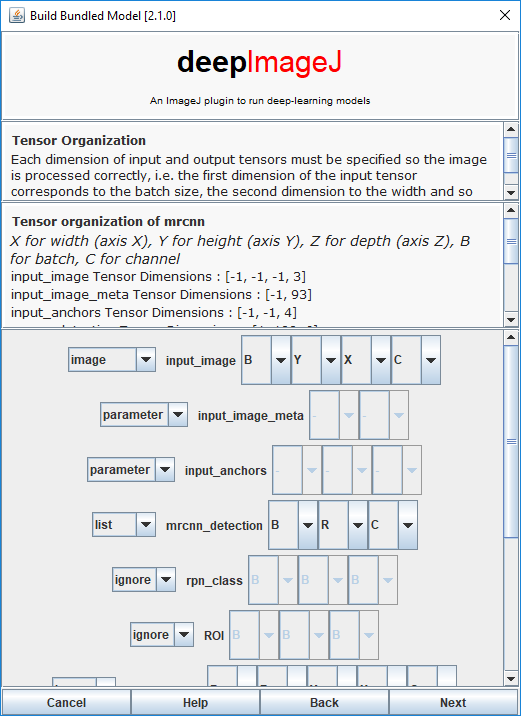 Build Bundled Model [2.1.0]
deepImageJ
An ImageJ plugin to run deep-learning models
Tensor Organization
Each dimension of input and output tensors must be specified so the image
is processed correctly, i.e. the first dimension of the input tensor
corresponds to the batch size, the second dimension to the width and so
Tensor organization of mrcnn
X for width (axis X), Y for height (axis Y), Z for depth (axis Z), B
for batch, C for channel
input_image Tensor Dimensions : [-1, -1, -1, 3]
input_image_meta Tensor Dimensions : [-1, 93]
input_anchors Tensor Dimensions : [-1, -1, 4]
image input_image B Y X C
parameter input_image_meta - -
parameter input_anchors - - -
list mrcnn_detection B R C
ignore rpn_class B B B
ignore ROI B B B
Cancel Help Back Next